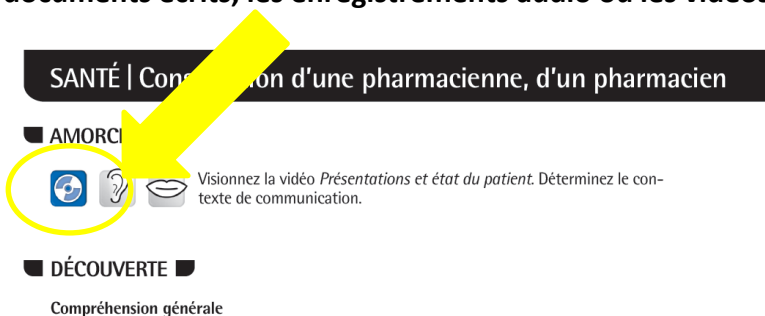 documents écrits, les enregistrements audio ou les vidéos
SANTÉ | Cons ion d'une pharmacienne, d'un pharmacien
AMORC
Visionnez la vidéo Présentations et état du patient. Déterminez le con-
texte de communication.
DÉCOUVERTE
Compréhension générale